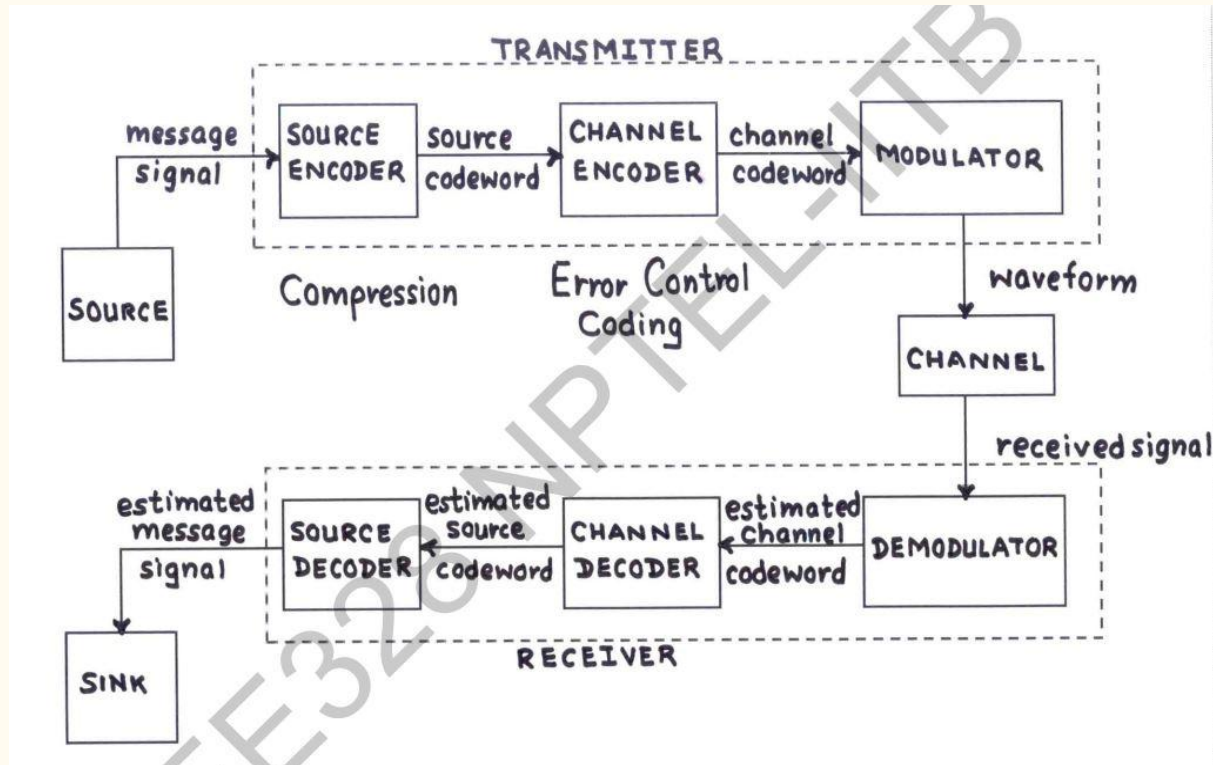 TRANSMITTER
message
signal
SOURCE
ENCODER
source
codeword
CHANNEL
ENCODER
channel
codeword
MODULATOR
SOURCE
Compression
Error Control
Coding
waveform
CHANNEL
received signal
estimated
message
signal
SOURCE
DECODER
estimated
source
codeword
CHANNEL
DECODER
estimated
channel
codeword
DEMODULATOR
RECEIVER
SINK
EE328 NPTEL-IITB